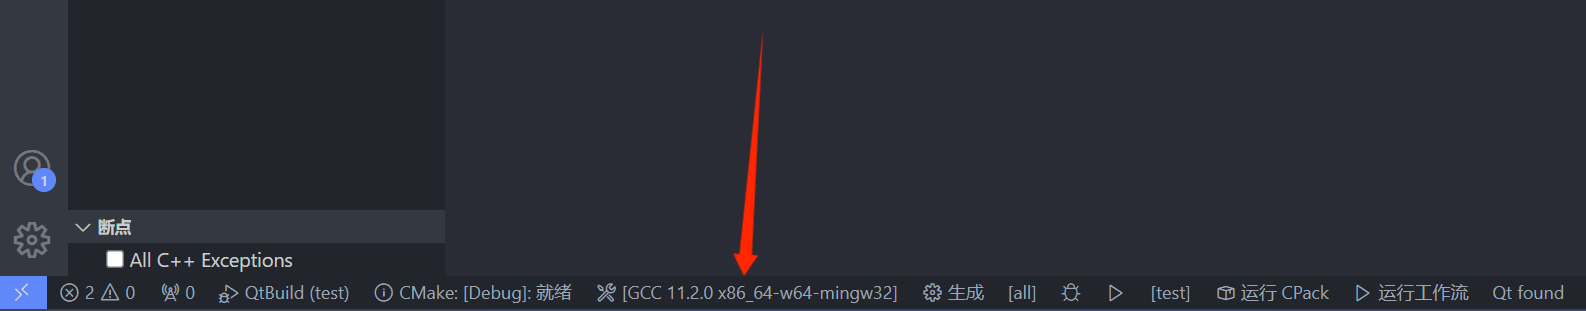 1
断点
All C++ Exceptions
2 0 0 QtBuild (test) CMake: [Debug]: 就绪 [GCC 11.2.0 x86_64-w64-mingw32] 生成 [all] [test] 运行 CPack 运行工作流 Qt found